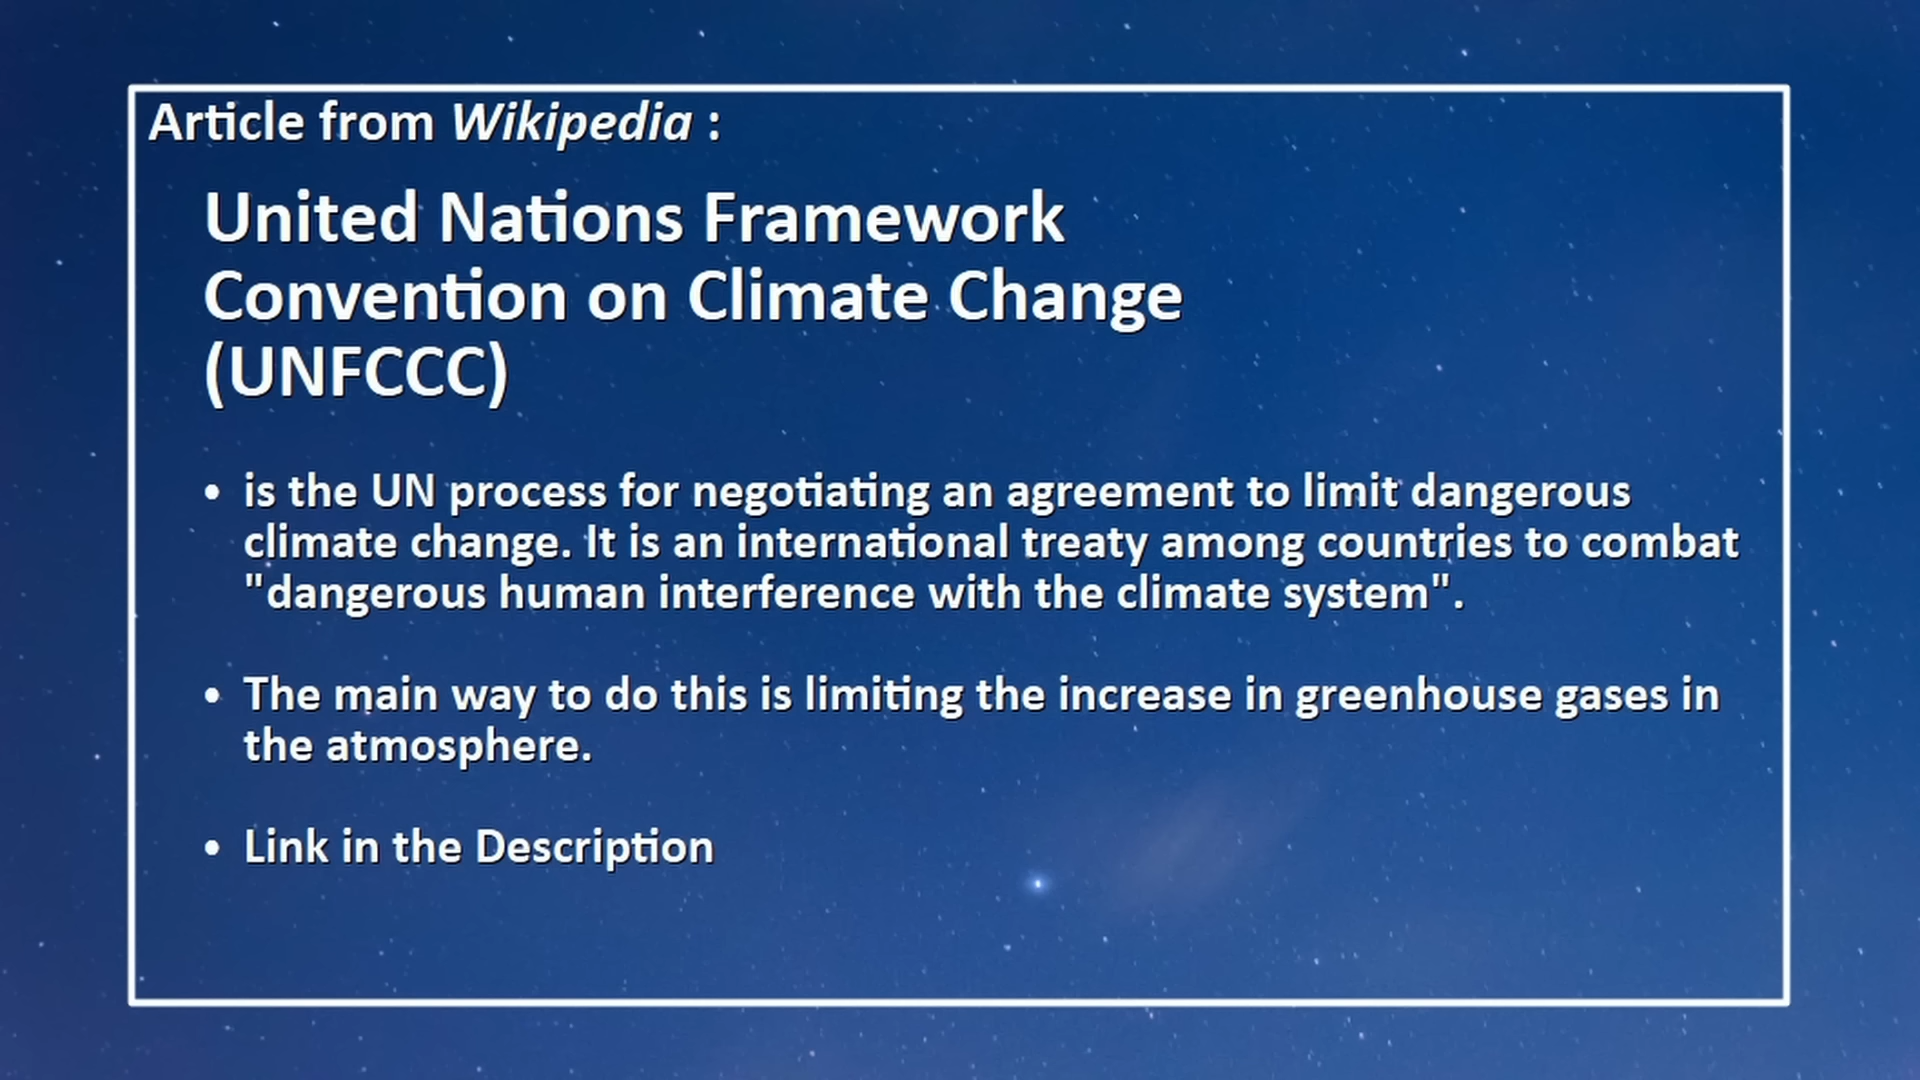 Article from Wikipedia :
United Nations Framework
Convention on Climate Change
(UNFCCC)
• is the UN process for negotiating an agreement to limit dangerous
climate change. It is an international treaty among countries to combat
"dangerous human interference with the climate system".
• The main way to do this is limiting the increase in greenhouse gases in
the atmosphere.
• Link in the Description